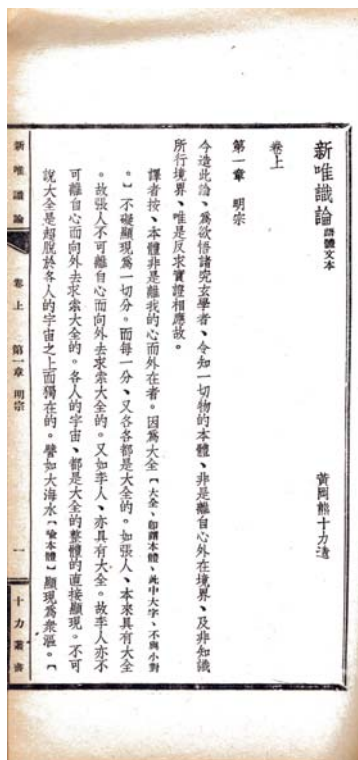 新唯識論 語體文本
黃岡熊十力造
卷上
第一章 明宗
今造此論、爲欲悟諸究玄學者、令知一切物的本體、非是離自心外在境界、及非知識
所行境界、唯是反求實證相應故。
譯者按、本體非是離我的心而外在者。因爲大全【大全、卽謂本體、此中大字、不與小對
。】不礙顯現爲一切分。而每一分、又各各都是大全的。如張人、本來具有大全
。故張人不可離自心而向外去求索大全的。又如李人、亦具有大全。故李人亦不
可離自心而向外去求索大全的。各人的宇宙、都是大全的整體的直接顯現。不可
說大全是超脫於各人的宇宙之上而獨在的。譬如大海水【喻本體】顯現爲衆漚。【
新唯識論 卷上 第一章 明宗 一 十力叢書